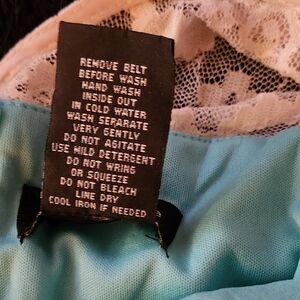 REMOVE BELT
BEFORE WASH
HAND WASH
INSIDE OUT
IN COLD WATER
WASH SEPARATE
VERY GENTLY
DO NOT AGITATE
USE MILD DETERGENT
DO NOT WRING
OR SQUEEZE
DO NOT BLEACH
LINE DRY
COOL IRON IF NEEDED